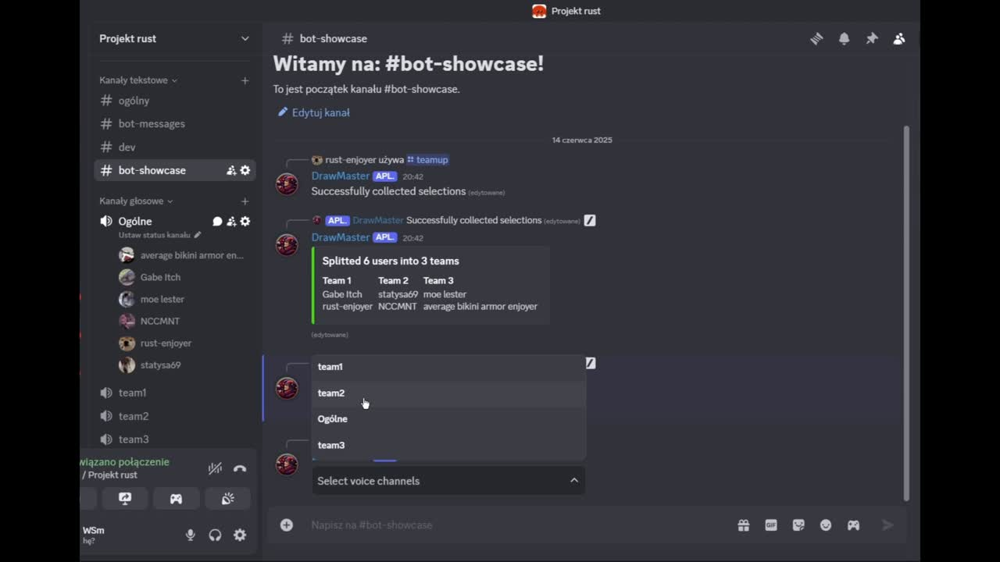 Projekt rust
Projekt rust
Kanały tekstowe
ogólny
bot-messages
dev
bot-showcase
Kanały głosowe
Ogólne
Ustaw status kanału
average bikini armor en...
Gabe Itch
moe lester
NCCMNT
rust-enjoyer
statysa69
team1
team2
team3
wiązano połączenie
/ Projekt rust
WSm
hę?
# bot-showcase
Witamy na: #bot-showcase!
To jest początek kanału #bot-showcase.
Edytuj kanał
14 czerwca 2025
rust-enjoyer używa teamup
DrawMaster APL. 20:42
Successfully collected selections (edytowane)
APL. DrawMaster Successfully collected selections (edytowane)
DrawMaster APL. 20:42
Splitted 6 users into 3 teams
Team 1 Team 2 Team 3
Gabe Itch statysa69 moe lester
rust-enjoyer NCCMNT average bikini armor enjoyer
(edytowane)
team1
team2
Ogólne
team3
Select voice channels
Napisz na #bot-showcase
GIF